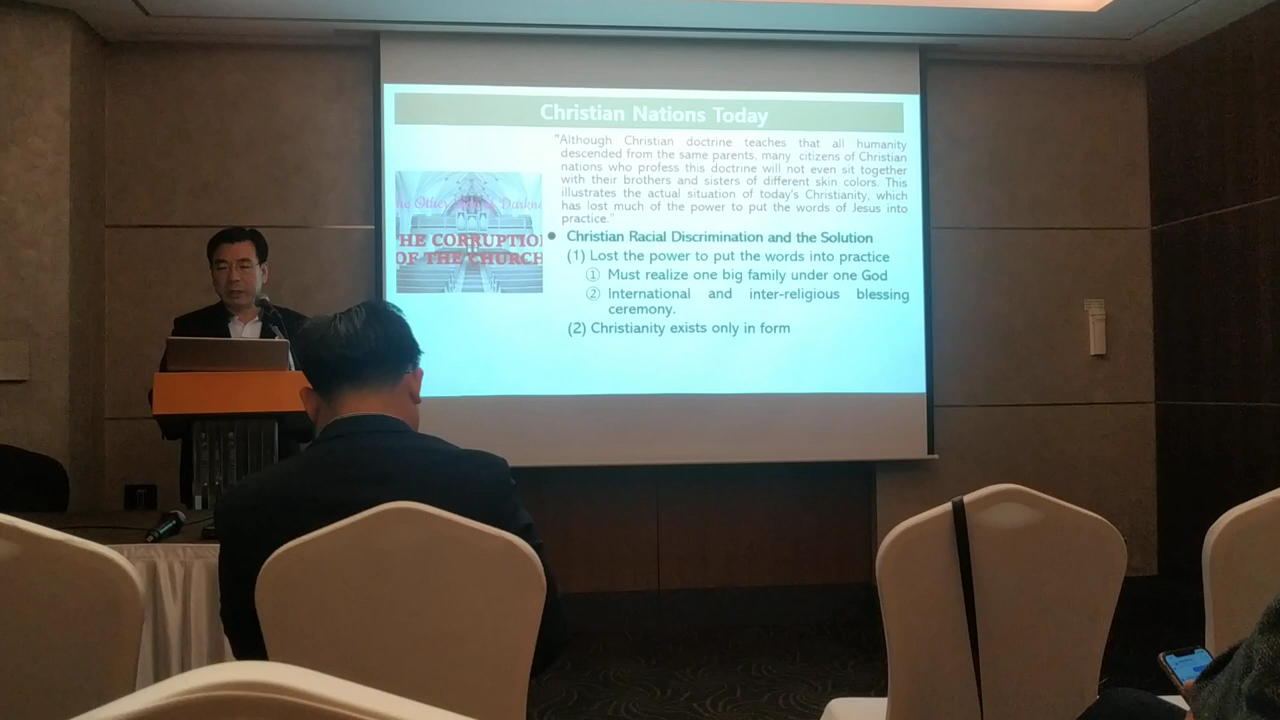 Christian Nations Today
"Although Christian doctrine teaches that all humanity
descended from the same parents, many citizens of Christian
nations who profess this doctrine will not even sit together
with their brothers and sisters of different skin colors. This
illustrates the actual situation of today's Christianity, which
has lost much of the power to put the words of Jesus into
practice."
he Other
HE CORRUPTIO
OF THE CHURCH
● Christian Racial Discrimination and the Solution
(1) Lost the power to put the words into practice
① Must realize one big family under one God
② International and inter-religious blessing
ceremony.
(2) Christianity exists only in form